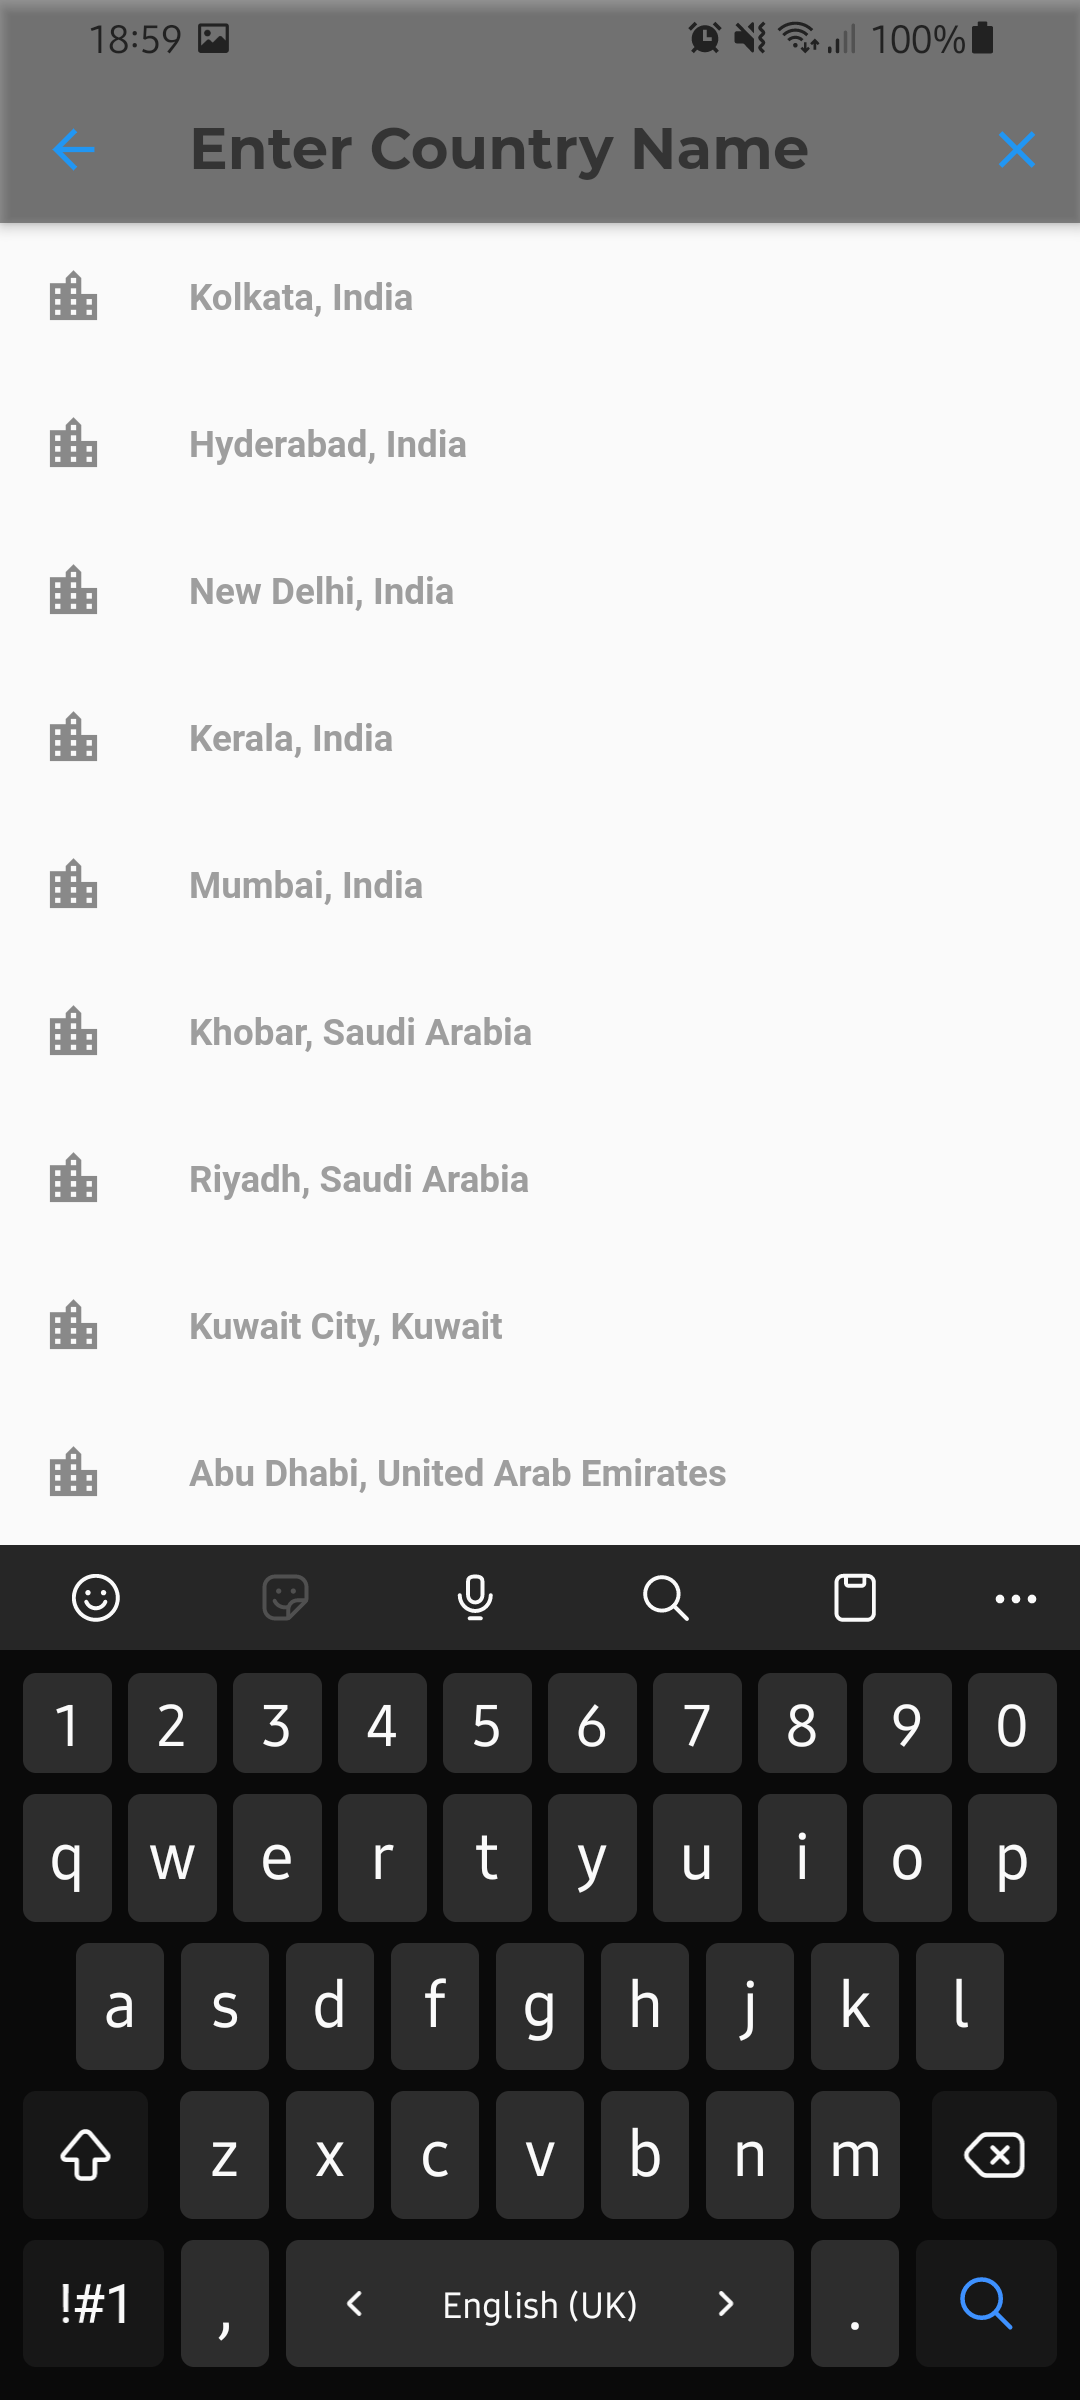 18:59 100%
Enter Country Name
Kolkata, India
Hyderabad, India
New Delhi, India
Kerala, India
Mumbai, India
Khobar, Saudi Arabia
Riyadh, Saudi Arabia
Kuwait City, Kuwait
Abu Dhabi, United Arab Emirates
1 2 3 4 5 6 7 8 9 0
q w e r t y u i o p
a s d f g h j k l
z x c v b n m
!#1 , < English (UK) > .